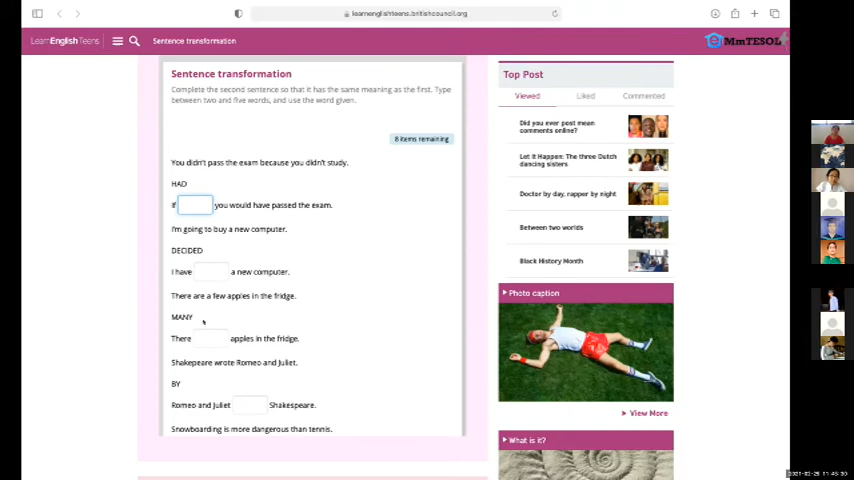 learnenglishteens.britishcouncil.org
LearnEnglish Teens
Sentence transformation
MmTESOL
Sentence transformation
Complete the second sentence so that it has the same meaning as the first. Type
between two and five words, and use the word given.
8 items remaining
You didn't pass the exam because you didn't study.
HAD
If you would have passed the exam.
I'm going to buy a new computer.
DECIDED
I have a new computer.
There are a few apples in the fridge.
MANY
There apples in the fridge.
Shakepeare wrote Romeo and Juliet.
BY
Romeo and Juliet Shakespeare.
Snowboarding is more dangerous than tennis.
Top Post
Viewed Liked Commented
Did you ever post mean
comments online?
Let It Happen: The three Dutch
dancing sisters
Doctor by day, rapper by night
Between two worlds
Black History Month
Photo caption
View More
What is it?